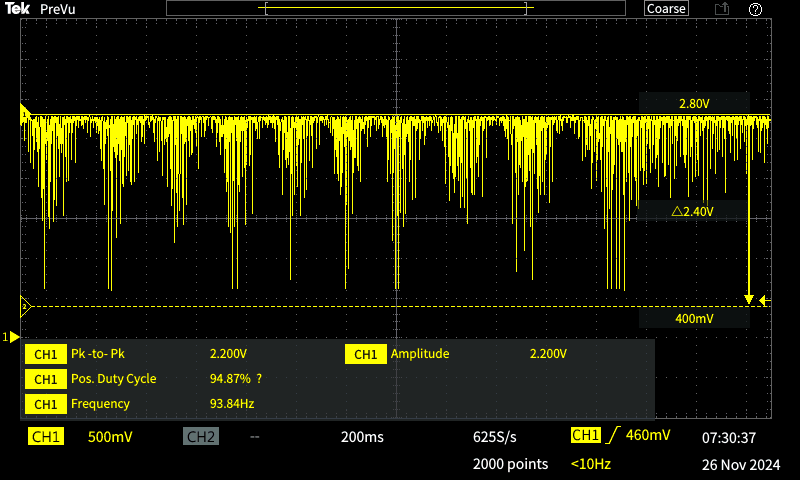 Tek PreVu Coarse ?
1
2.80V
△2.40V
2
400mV
1
CH1 Pk -to- Pk 2.200V CH1 Amplitude 2.200V
CH1 Pos. Duty Cycle 94.87% ?
CH1 Frequency 93.84Hz
CH1 500mV CH2 -- 200ms 625S/s CH1 460mV 07:30:37
2000 points <10Hz 26 Nov 2024